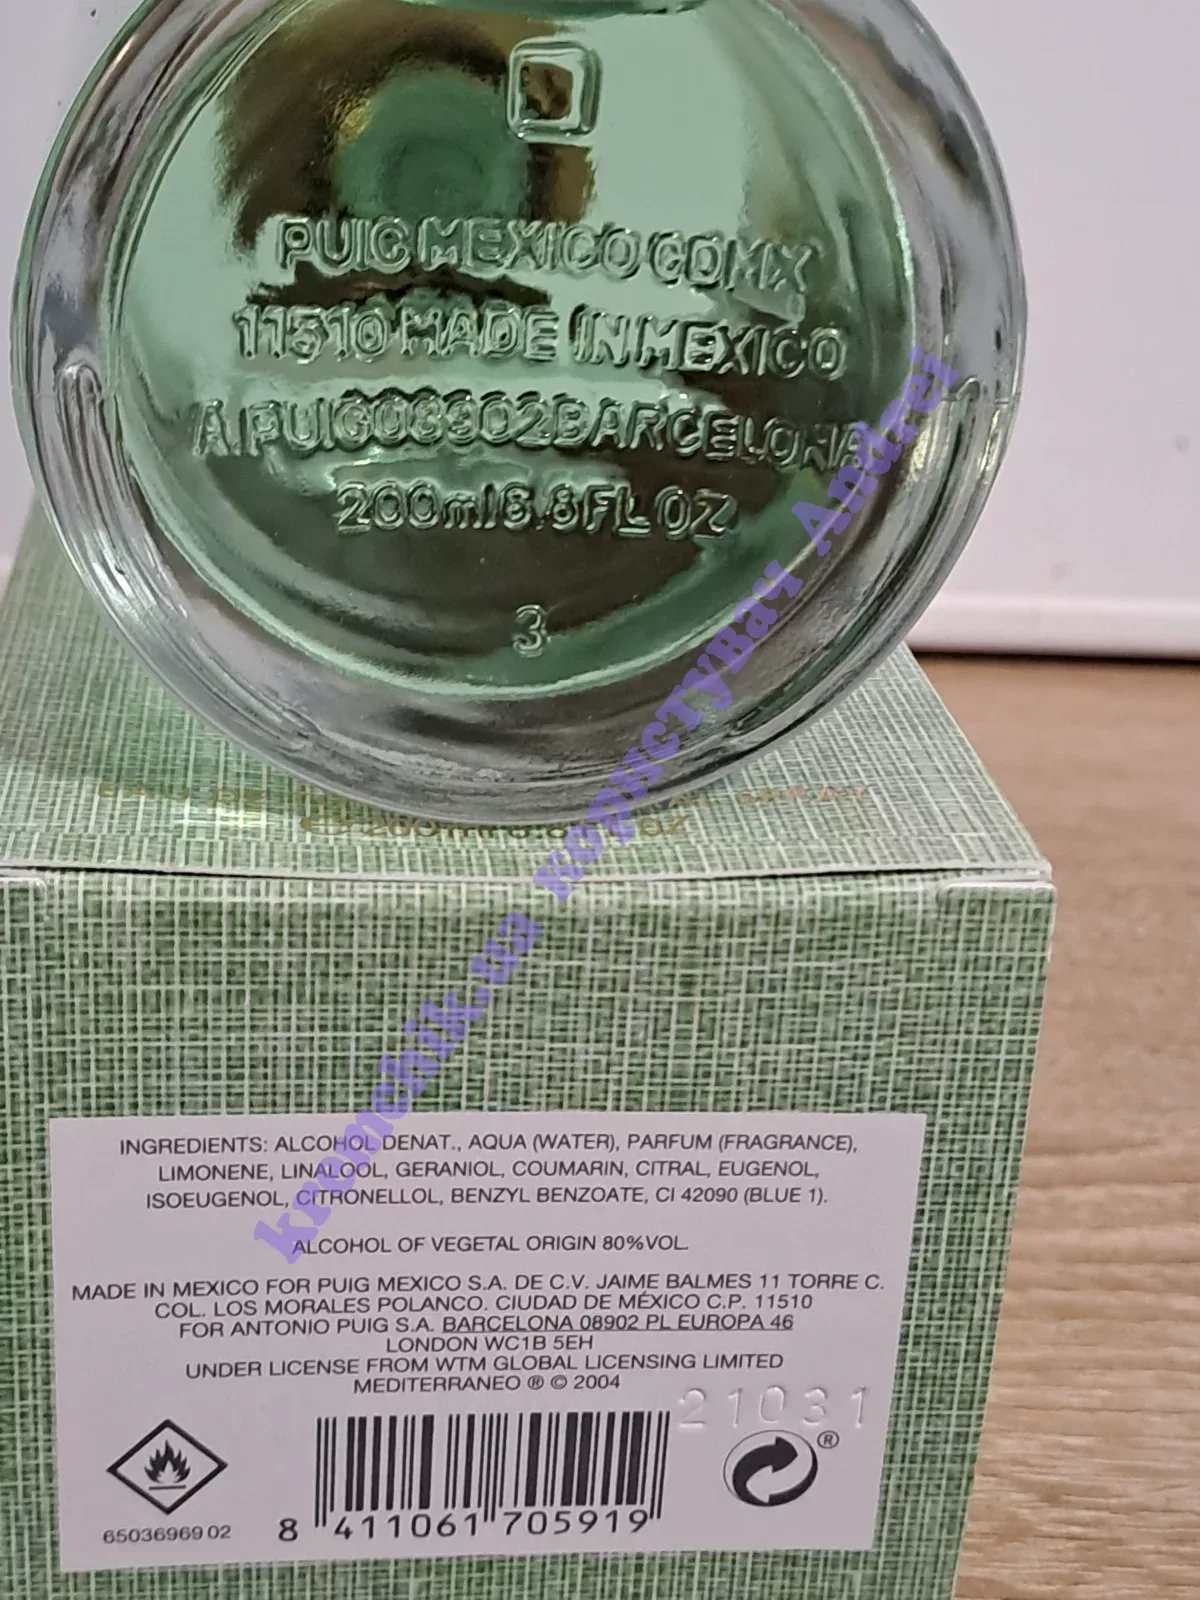 PUIG MEXICO CDMX
11510 MADE IN MEXICO
A PUIG 08902 BARCELONA
200ml 6.8FL OZ
3
kremchik.ua користувач Andrei
INGREDIENTS: ALCOHOL DENAT., AQUA (WATER), PARFUM (FRAGRANCE),
LIMONENE, LINALOOL, GERANIOL, COUMARIN, CITRAL, EUGENOL,
ISOEUGENOL, CITRONELLOL, BENZYL BENZOATE, CI 42090 (BLUE 1).
ALCOHOL OF VEGETAL ORIGIN 80%VOL.
MADE IN MEXICO FOR PUIG MEXICO S.A. DE C.V. JAIME BALMES 11 TORRE C.
COL. LOS MORALES POLANCO. CIUDAD DE MÉXICO C.P. 11510
FOR ANTONIO PUIG S.A. BARCELONA 08902 PL EUROPA 46
LONDON WC1B 5EH
UNDER LICENSE FROM WTM GLOBAL LICENSING LIMITED
MEDITERRANEO ® © 2004
21031
®
65036969 02
8 411061 705919